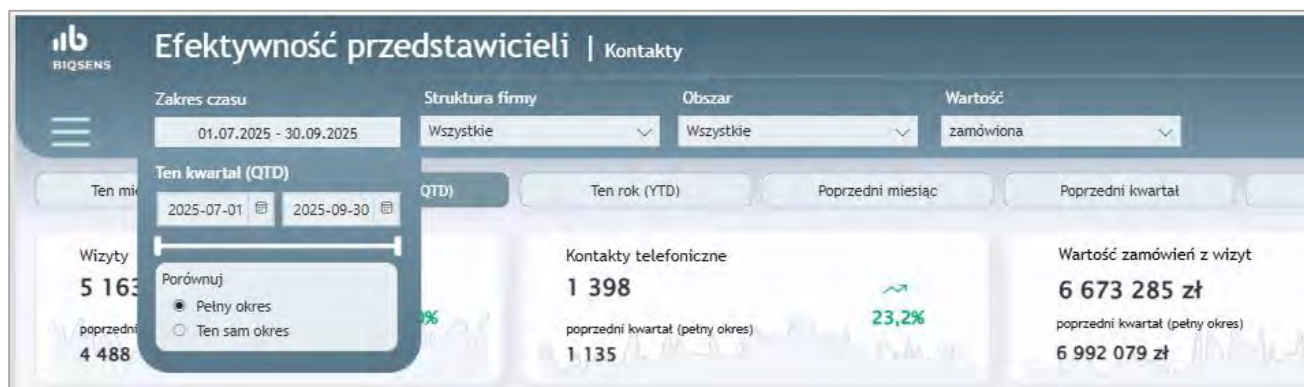 BIQSENS
Efektywność przedstawicieli | Kontakty
Zakres czasu
01.07.2025 - 30.09.2025
Struktura firmy
Wszystkie
Obszar
Wszystkie
Wartość
zamówiona
Ten kwartał (QTD)
2025-07-01 2025-09-30
Porównuj
Pełny okres
Ten sam okres
Ten mie
QTD)
Ten rok (YTD)
Poprzedni miesiąc
Poprzedni kwartał
Wizyty
5 163
poprzedni
4 488
%
Kontakty telefoniczne
1 398
23,2%
poprzedni kwartał (pełny okres)
1 135
Wartość zamówień z wizyt
6 673 285 zł
poprzedni kwartał (pełny okres)
6 992 079 zł